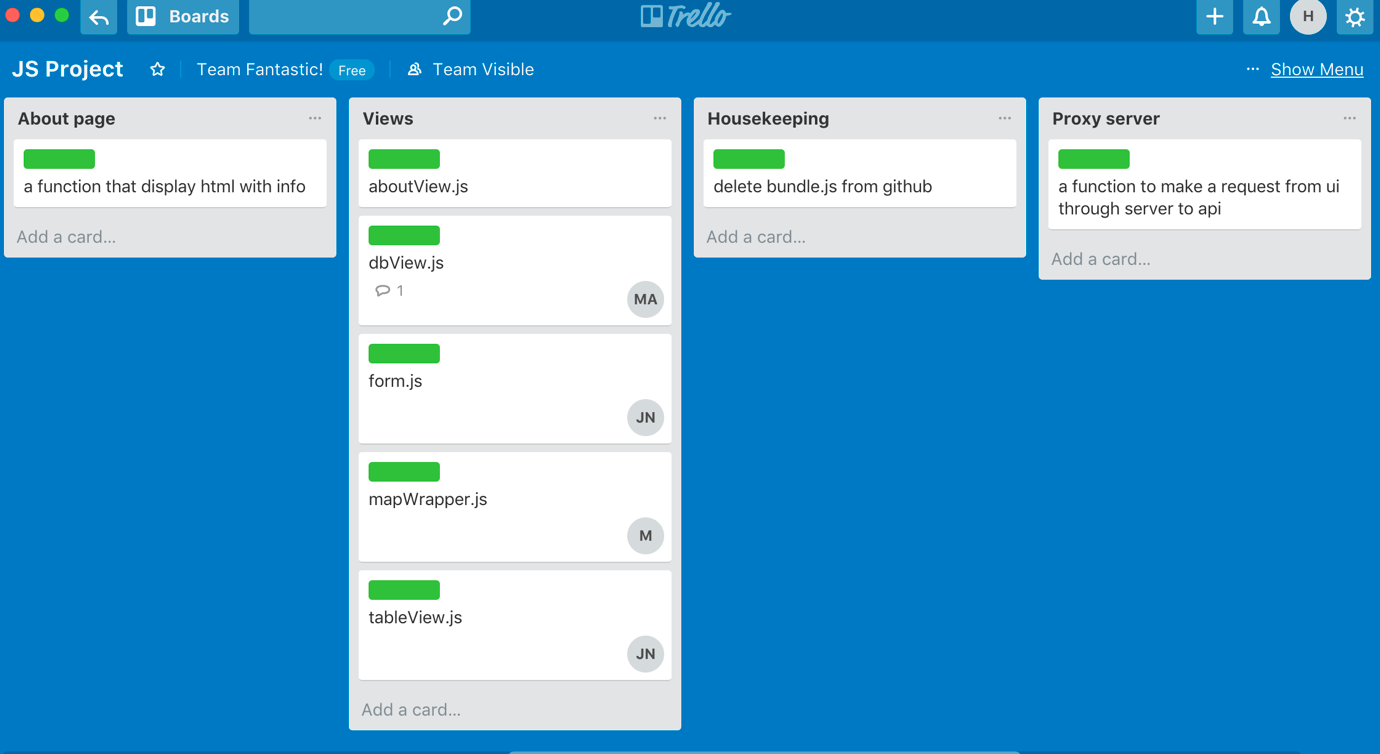 Boards
Trello
H
JS Project
Team Fantastic! Free
Team Visible
... Show Menu
About page ...
a function that display html with info
Add a card...
Views ...
aboutView.js
dbView.js
1
MA
form.js
JN
mapWrapper.js
M
tableView.js
JN
Add a card...
Housekeeping ...
delete bundle.js from github
Add a card...
Proxy server ...
a function to make a request from ui
through server to api
Add a card...